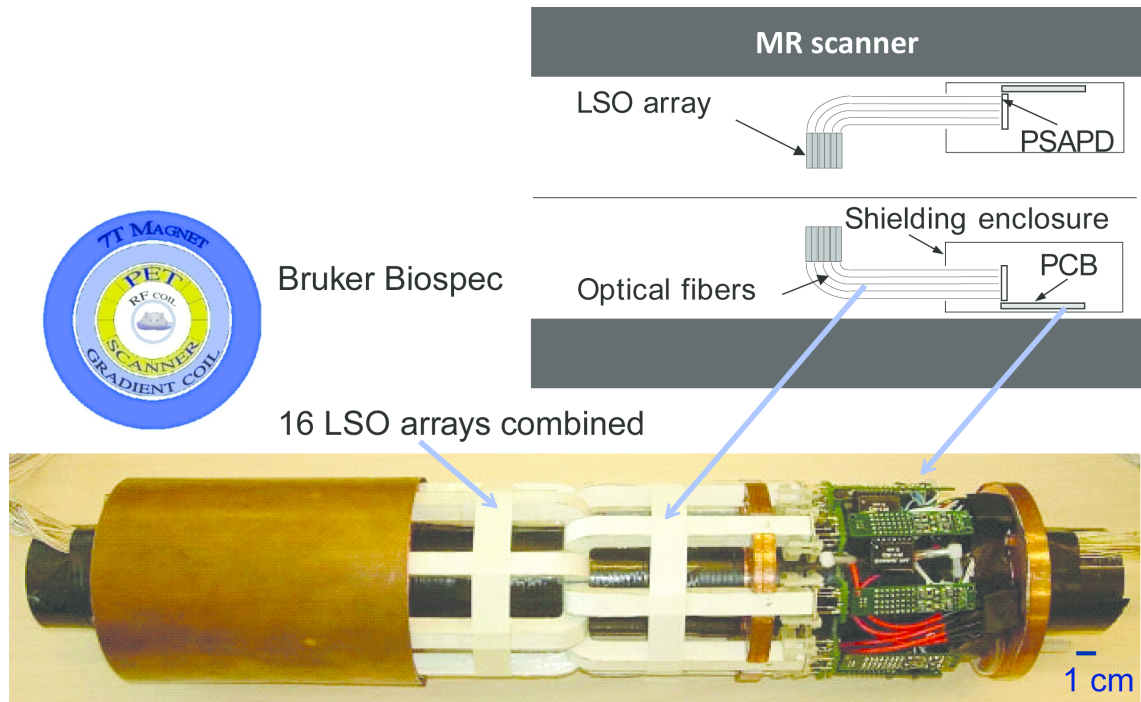 MR scanner
LSO array
PSAPD
Shielding enclosure
PCB
Optical fibers
7T MAGNET
PET
RF COIL
SCANNER
GRADIENT COIL
Bruker Biospec
16 LSO arrays combined
1 cm